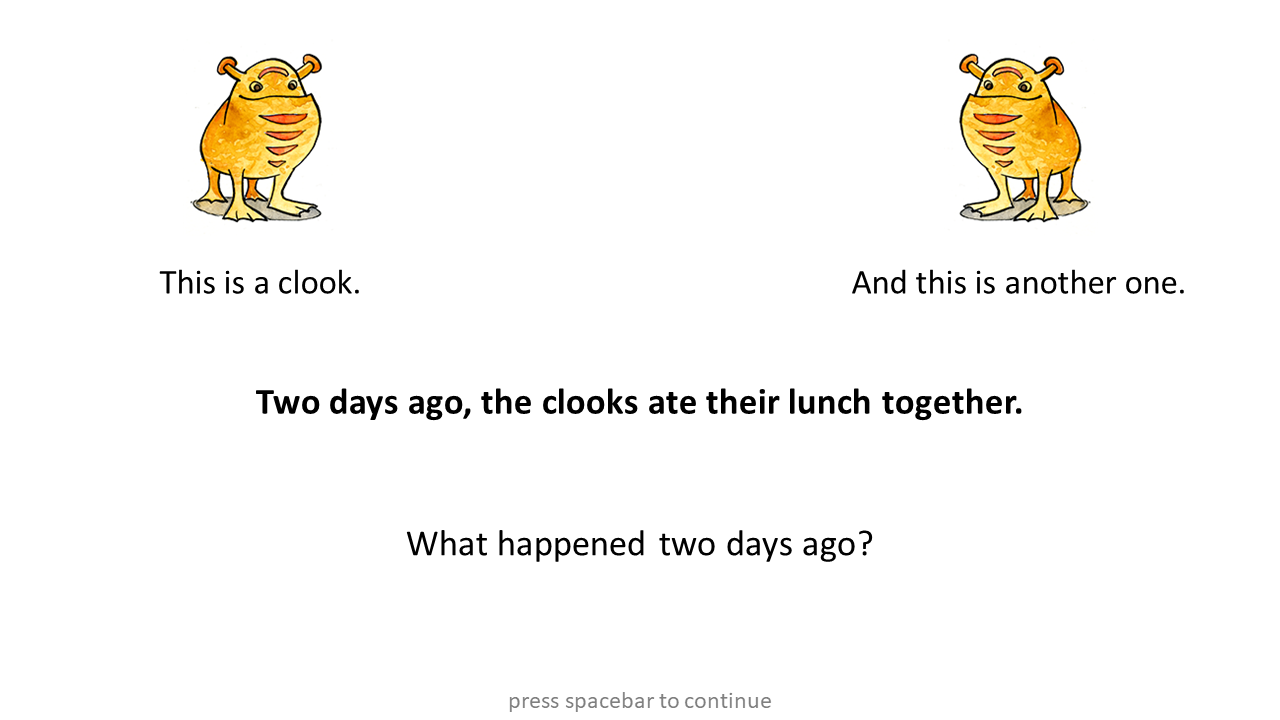 This is a clook.
And this is another one.
Two days ago, the clooks ate their lunch together.
What happened two days ago?
press spacebar to continue